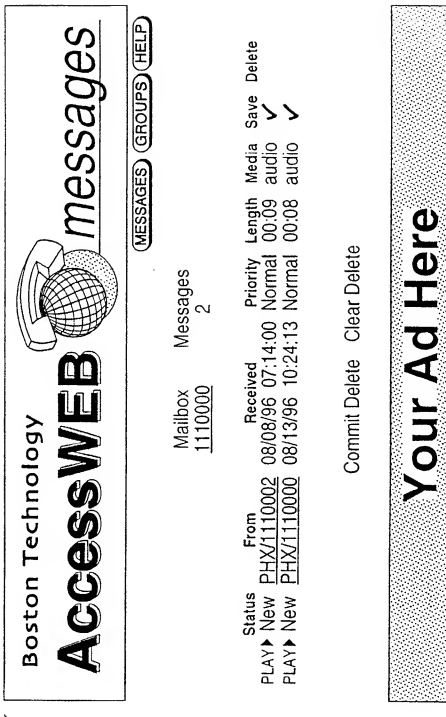 Boston Technology
AccessWEB messages
MESSAGES GROUPS HELP
Mailbox Messages
1110000 2
Status From Received Priority Length Media Save Delete
PLAY New PHX/1110002 08/08/96 07:14:00 Normal 00:09 audio ✓
PLAY New PHX/1110000 08/13/96 10:24:13 Normal 00:08 audio ✓
Commit Delete Clear Delete
Your Ad Here